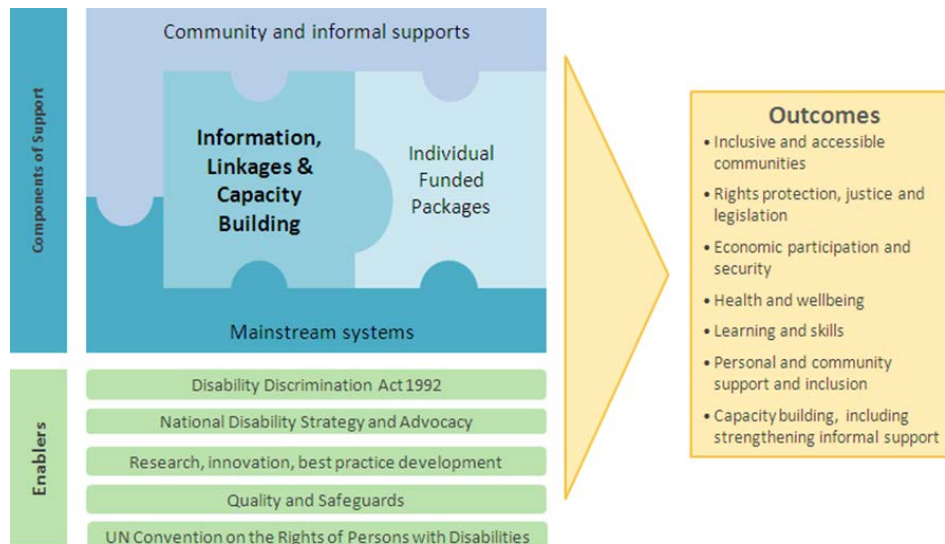 Components of Support
Community and informal supports
Information,
Linkages &
Capacity
Building
Individual
Funded
Packages
Mainstream systems
Enablers
Disability Discrimination Act 1992
National Disability Strategy and Advocacy
Research, innovation, best practice development
Quality and Safeguards
UN Convention on the Rights of Persons with Disabilities
Outcomes
• Inclusive and accessible
communities
• Rights protection, justice and
legislation
• Economic participation and
security
• Health and wellbeing
• Learning and skills
• Personal and community
support and inclusion
• Capacity building, including
strengthening informal support